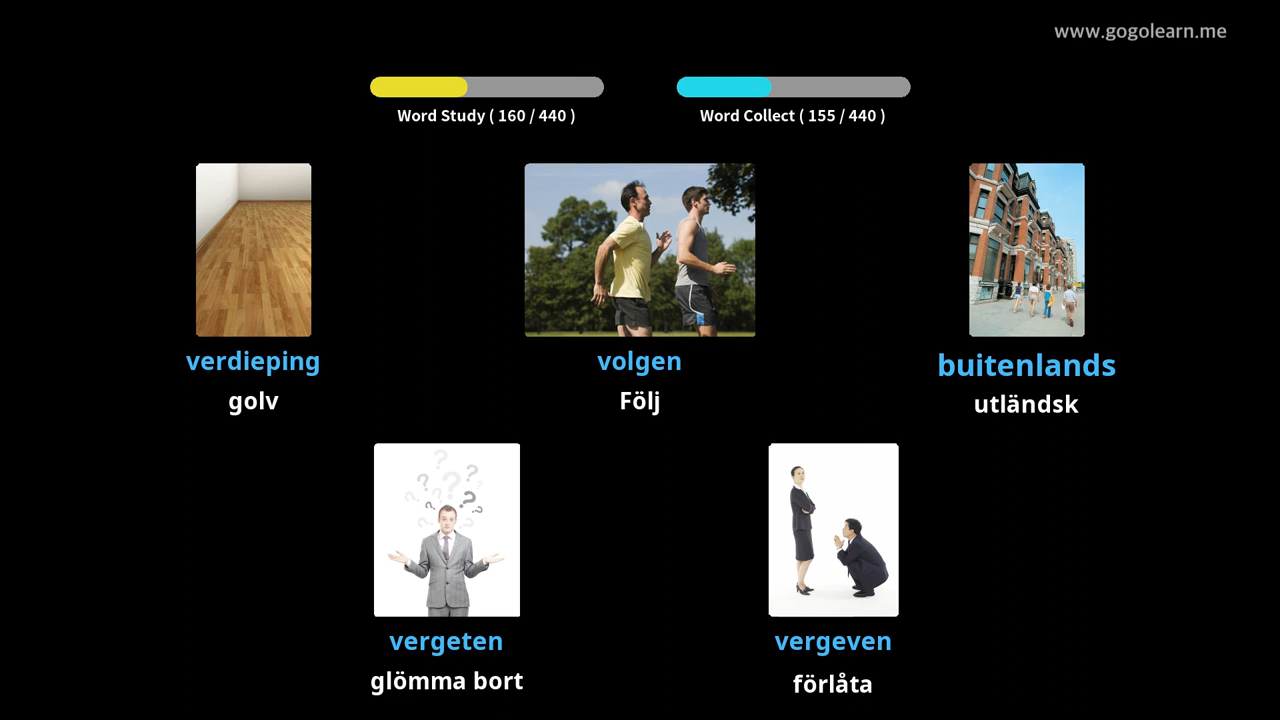 www.gogolearn.me
Word Study ( 160 / 440 )
Word Collect ( 155 / 440 )
verdieping
golv
volgen
Följ
buitenlands
utländsk
vergeten
glömma bort
vergeven
förlåta